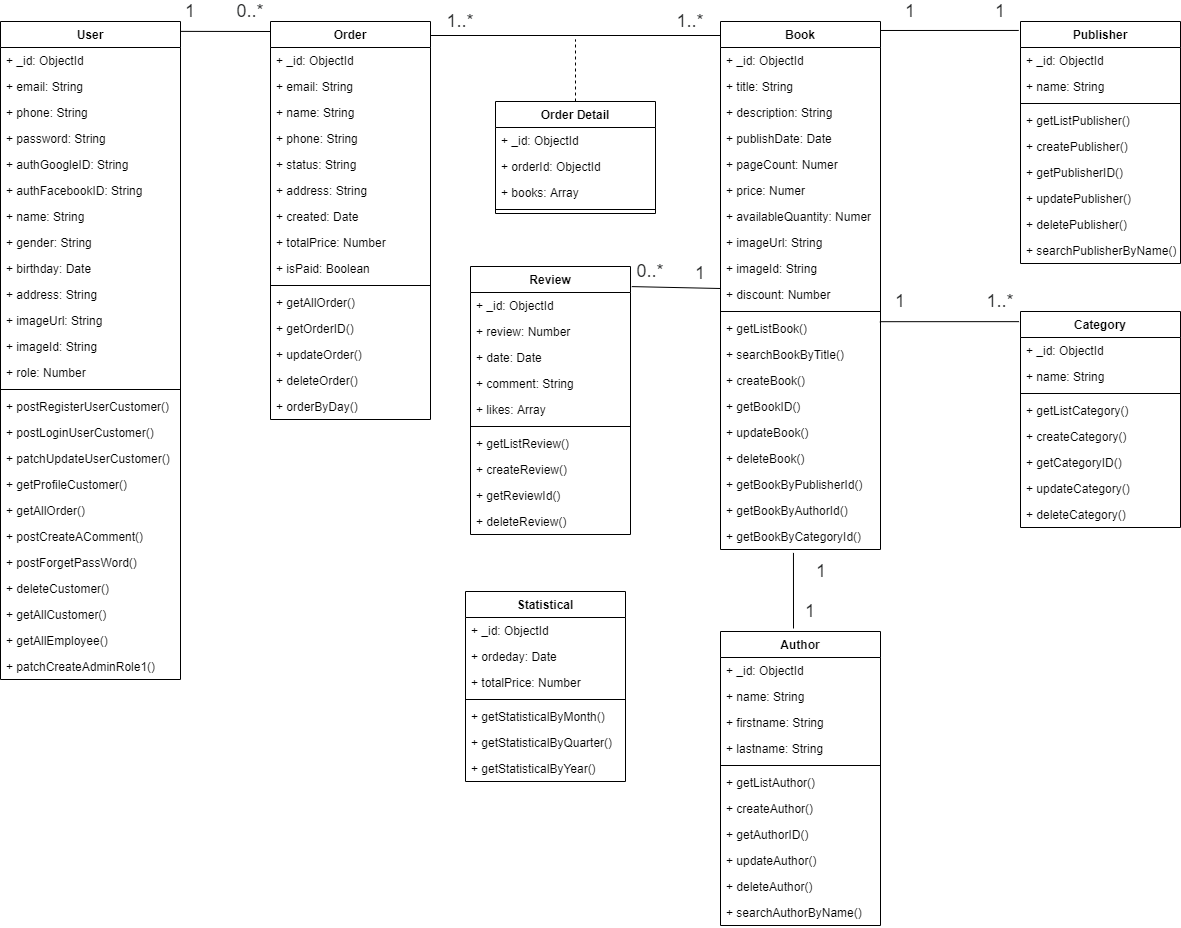 1
0..*
User
+ _id: ObjectId
+ email: String
+ phone: String
+ password: String
+ authGoogleID: String
+ authFacebookID: String
+ name: String
+ gender: String
+ birthday: Date
+ address: String
+ imageUrl: String
+ imageId: String
+ role: Number
+ postRegisterUserCustomer()
+ postLoginUserCustomer()
+ patchUpdateUserCustomer()
+ getProfileCustomer()
+ getAllOrder()
+ postCreateAComment()
+ postForgetPassWord()
+ deleteCustomer()
+ getAllCustomer()
+ getAllEmployee()
+ patchCreateAdminRole1()
Order
+ _id: ObjectId
+ email: String
+ name: String
+ phone: String
+ status: String
+ address: String
+ created: Date
+ totalPrice: Number
+ isPaid: Boolean
+ getAllOrder()
+ getOrderID()
+ updateOrder()
+ deleteOrder()
+ orderByDay()
1..*
1..*
Order Detail
+ _id: ObjectId
+ orderId: ObjectId
+ books: Array
Review
+ _id: ObjectId
+ review: Number
+ date: Date
+ comment: String
+ likes: Array
+ getListReview()
+ createReview()
+ getReviewId()
+ deleteReview()
0..*
1
Statistical
+ _id: ObjectId
+ ordeday: Date
+ totalPrice: Number
+ getStatisticalByMonth()
+ getStatisticalByQuarter()
+ getStatisticalByYear()
Book
+ _id: ObjectId
+ title: String
+ description: String
+ publishDate: Date
+ pageCount: Numer
+ price: Numer
+ availableQuantity: Numer
+ imageUrl: String
+ imageId: String
+ discount: Number
+ getListBook()
+ searchBookByTitle()
+ createBook()
+ getBookID()
+ updateBook()
+ deleteBook()
+ getBookByPublisherId()
+ getBookByAuthorId()
+ getBookByCategoryId()
1
1
Author
+ _id: ObjectId
+ name: String
+ firstname: String
+ lastname: String
+ getListAuthor()
+ createAuthor()
+ getAuthorID()
+ updateAuthor()
+ deleteAuthor()
+ searchAuthorByName()
1
1
Publisher
+ _id: ObjectId
+ name: String
+ getListPublisher()
+ createPublisher()
+ getPublisherID()
+ updatePublisher()
+ deletePublisher()
+ searchPublisherByName()
1
1..*
Category
+ _id: ObjectId
+ name: String
+ getListCategory()
+ createCategory()
+ getCategoryID()
+ updateCategory()
+ deleteCategory()